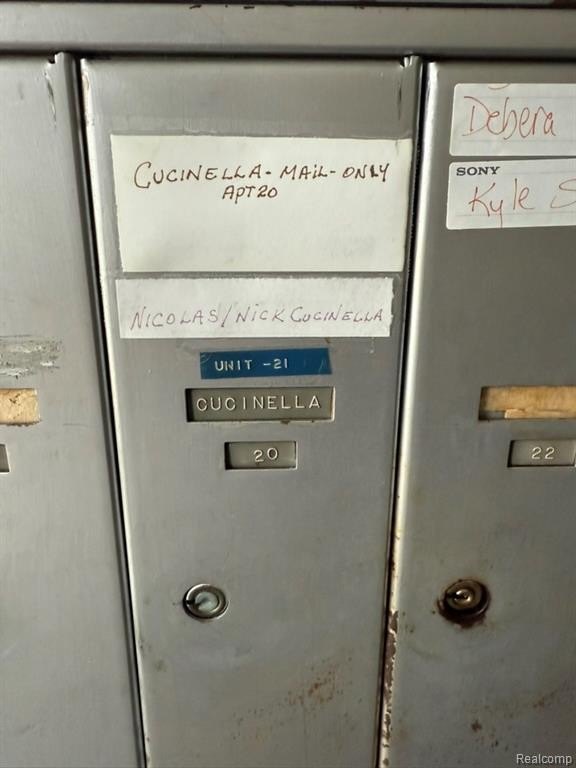 CUCINELLA - MAIL - ONLY
APT 20
NICOLAS/NICK CUCINELLA
UNIT -21
CUCINELLA
20
Debera
SONY
Kyle S
22
Realcomp